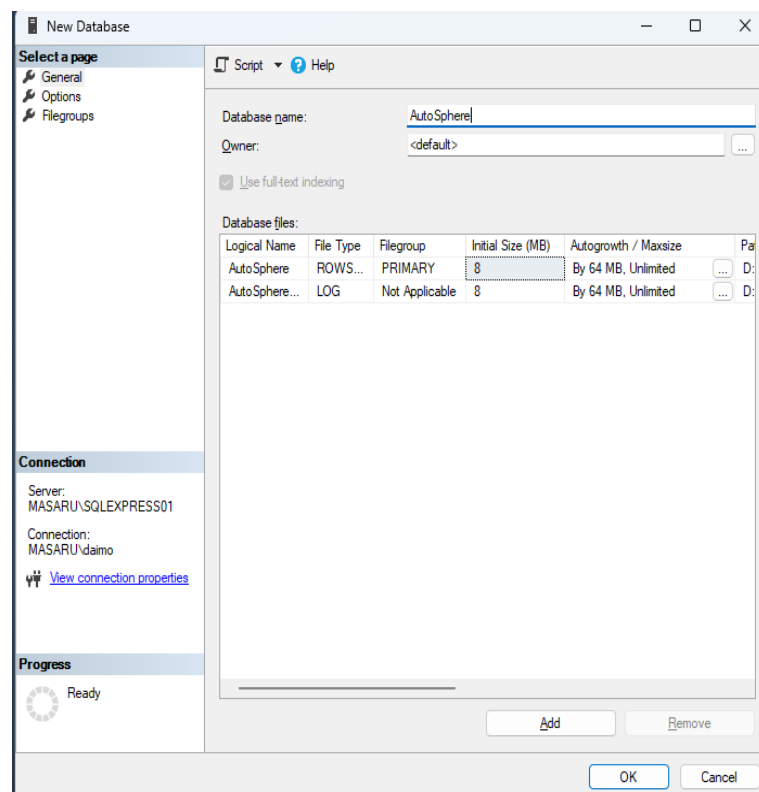 New Database
Select a page
General
Options
Filegroups
Script Help
Database name: AutoSphere
Owner: <default> ...
Use full-text indexing
Database files:
Logical Name File Type Filegroup Initial Size (MB) Autogrowth / Maxsize Pa
AutoSphere ROWS... PRIMARY 8 By 64 MB, Unlimited ... D:
AutoSphere... LOG Not Applicable 8 By 64 MB, Unlimited ... D:
Connection
Server:
MASARU\SQLEXPRESS01
Connection:
MASARU\daimo
View connection properties
Progress
Ready
Add Remove
OK Cancel